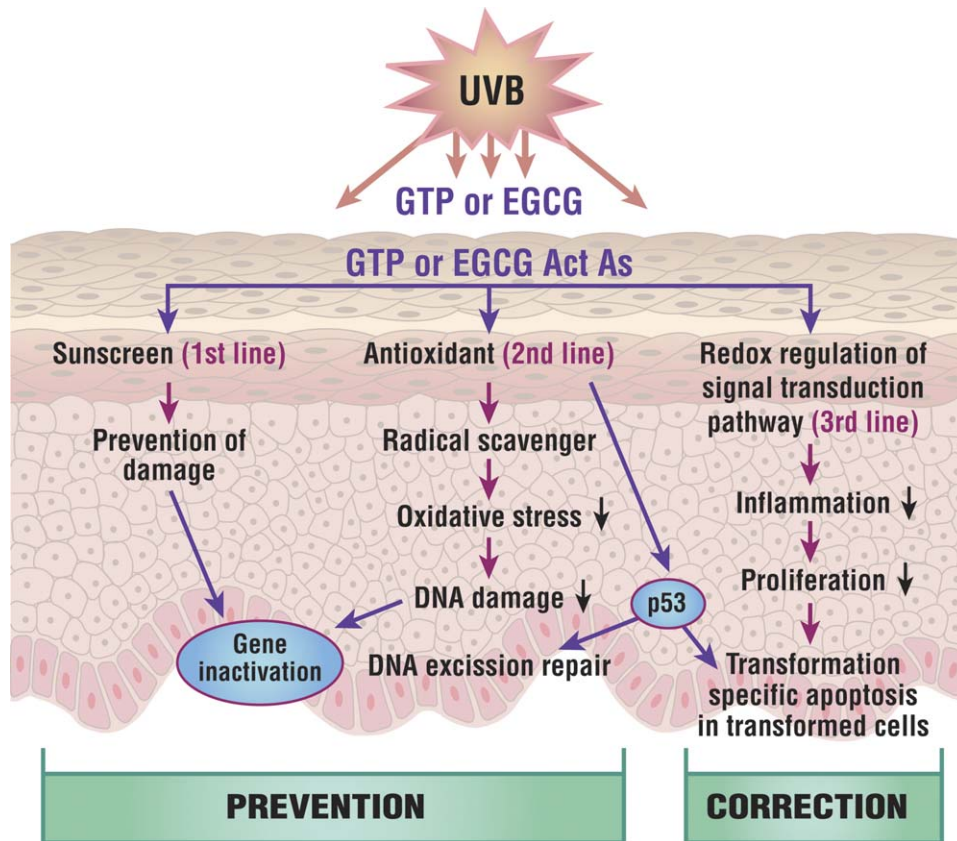 UVB
GTP or EGCG
GTP or EGCG Act As
Sunscreen (1st line)
Prevention of
damage
Gene
inactivation
Antioxidant (2nd line)
Radical scavenger
Oxidative stress ↓
DNA damage ↓
p53
DNA excission repair
Redox regulation of
signal transduction
pathway (3rd line)
Inflammation ↓
Proliferation ↓
Transformation
specific apoptosis
in transformed cells
PREVENTION
CORRECTION